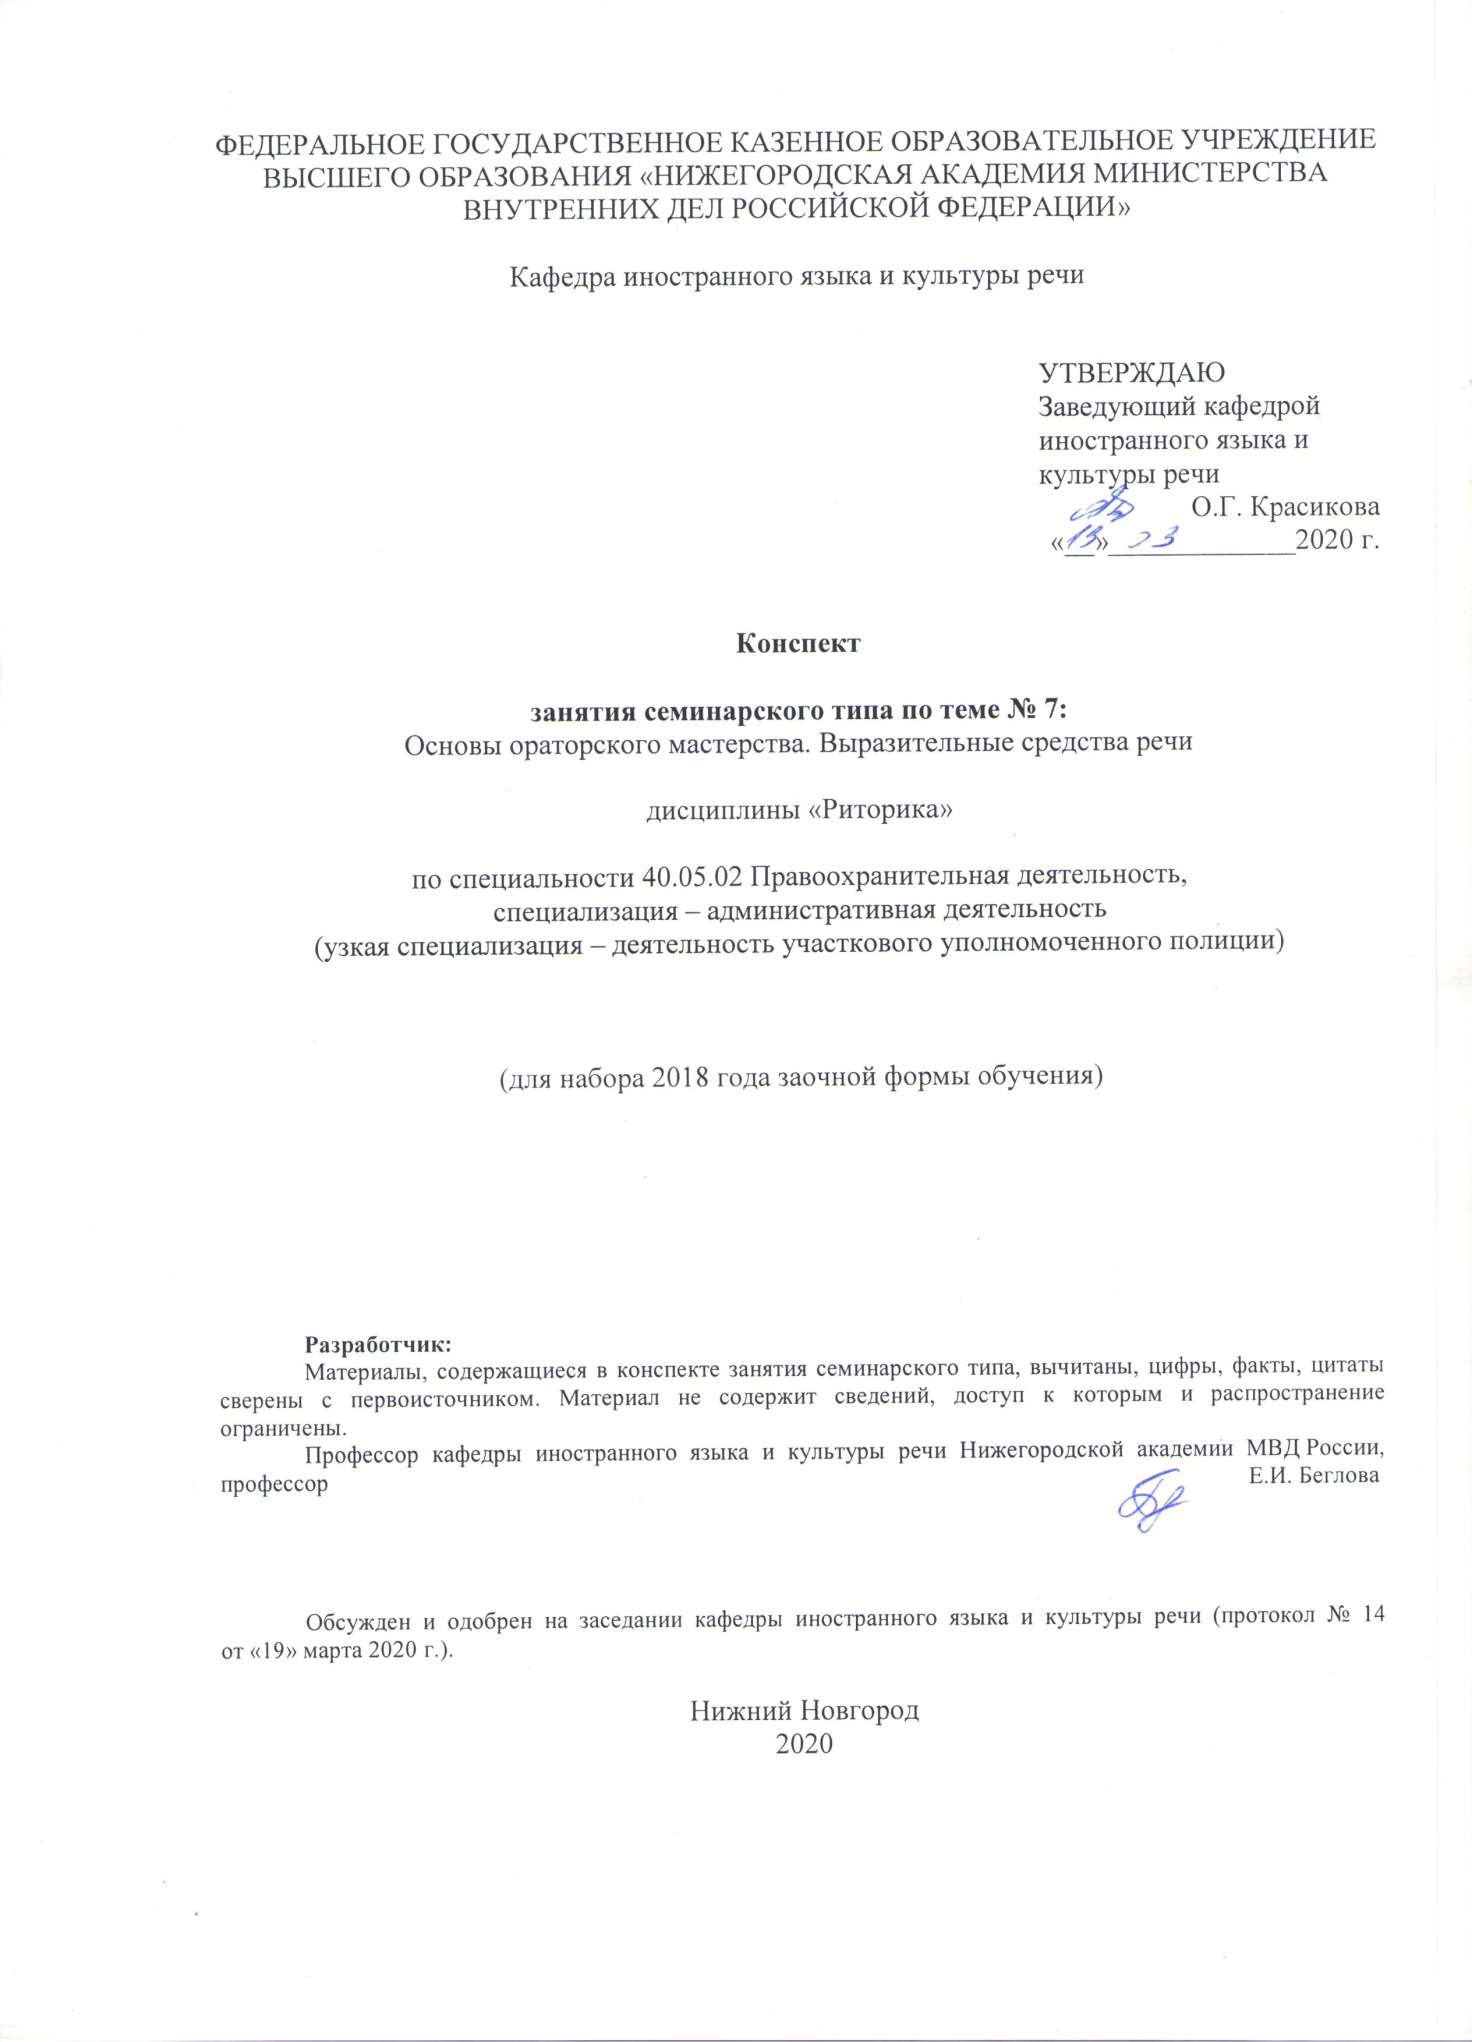 ФЕДЕРАЛЬНОЕ ГОСУДАРСТВЕННОЕ КАЗЕННОЕ ОБРАЗОВАТЕЛЬНОЕ УЧРЕЖДЕНИЕ
ВЫСШЕГО ОБРАЗОВАНИЯ «НИЖЕГОРОДСКАЯ АКАДЕМИЯ МИНИСТЕРСТВА
ВНУТРЕННИХ ДЕЛ РОССИЙСКОЙ ФЕДЕРАЦИИ»
Кафедра иностранного языка и культуры речи
УТВЕРЖДАЮ
Заведующий кафедрой
иностранного языка и
культуры речи
О.Г. Красикова
«__»_____________2020 г.
Конспект
занятия семинарского типа по теме № 7:
Основы ораторского мастерства. Выразительные средства речи
дисциплины «Риторика»
по специальности 40.05.02 Правоохранительная деятельность,
специализация – административная деятельность
(узкая специализация – деятельность участкового уполномоченного полиции)
(для набора 2018 года заочной формы обучения)
Разработчик:
Материалы, содержащиеся в конспекте занятия семинарского типа, вычитаны, цифры, факты, цитаты
сверены с первоисточником. Материал не содержит сведений, доступ к которым и распространение
ограничены.
Профессор кафедры иностранного языка и культуры речи Нижегородской академии МВД России,
профессор Е.И. Беглова
Обсужден и одобрен на заседании кафедры иностранного языка и культуры речи (протокол № 14
от «19» марта 2020 г.).
Нижний Новгород
2020